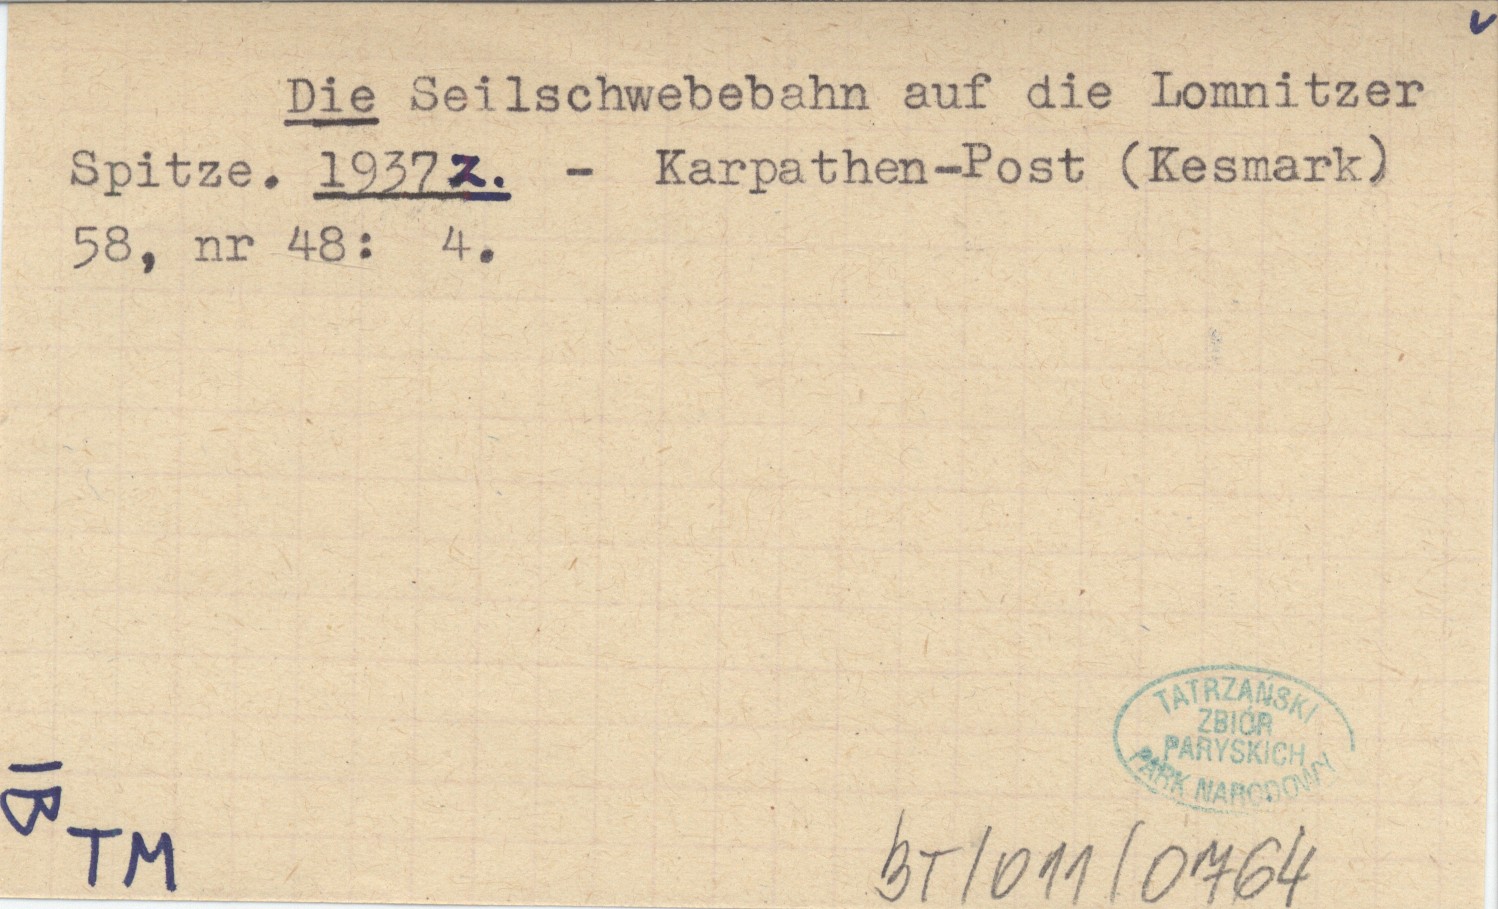 Die Seilschwebebahn auf die Lomnitzer
Spitze. 1937z. - Karpathen-Post (Kesmark)
58, nr 48: 4.
TATRZAŃSKI
ZBIÓR
PARYSKICH
PARK NARODOWY
IB
TM
BT/011/0764